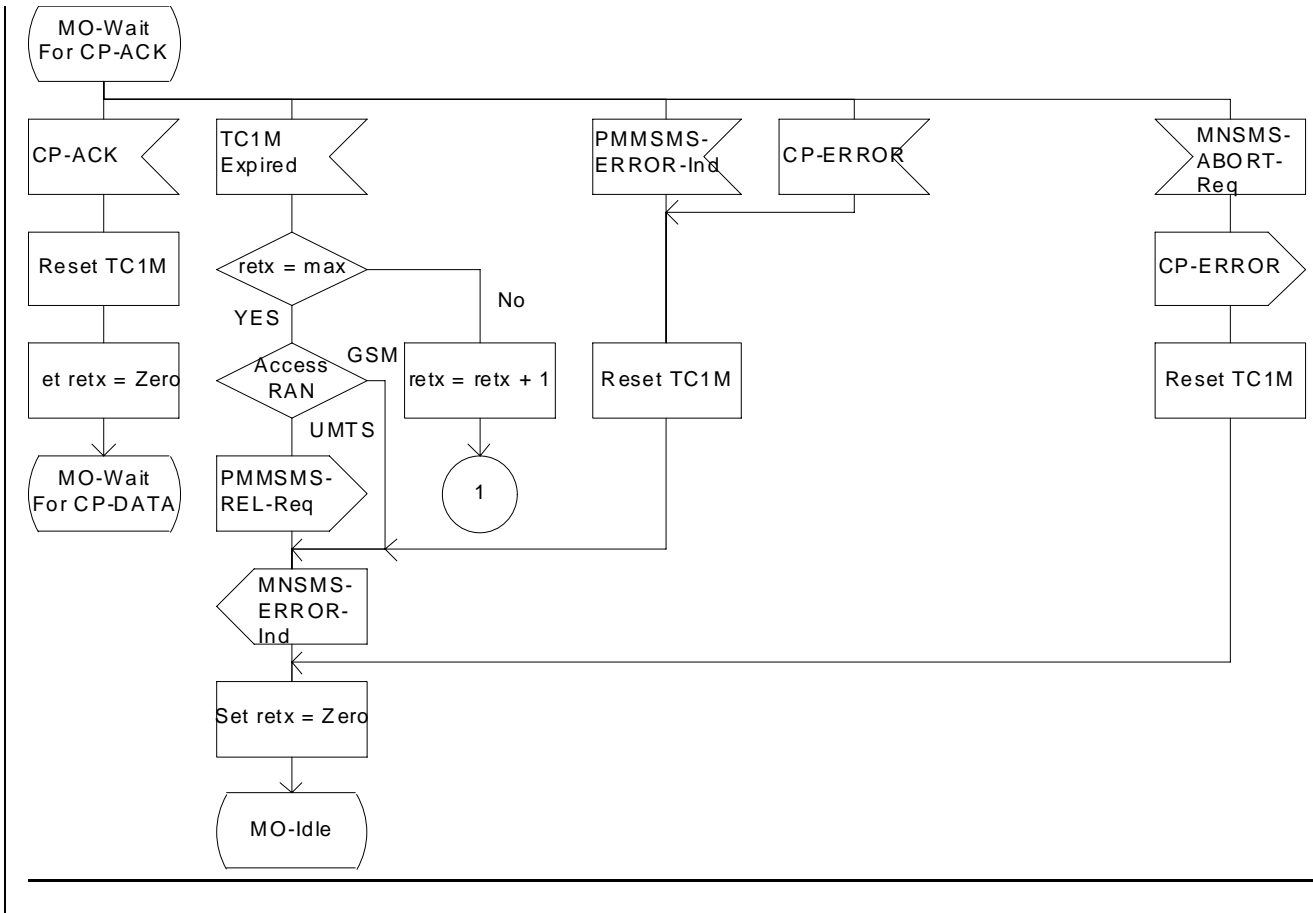 MO-Wait
For CP-ACK
CP-ACK
TC1M
Expired
PMMSMS-
ERROR-Ind
CP-ERROR
MNSMS-
ABORT-
Req
Reset TC1M
retx = max
CP-ERROR
No
YES
et retx = Zero
Access
RAN
GSM
retx = retx + 1
Reset TC1M
Reset TC1M
UMTS
MO-Wait
For CP-DATA
PMMSMS-
REL-Req
1
MNSMS-
ERROR-
Ind
Set retx = Zero
MO-Idle